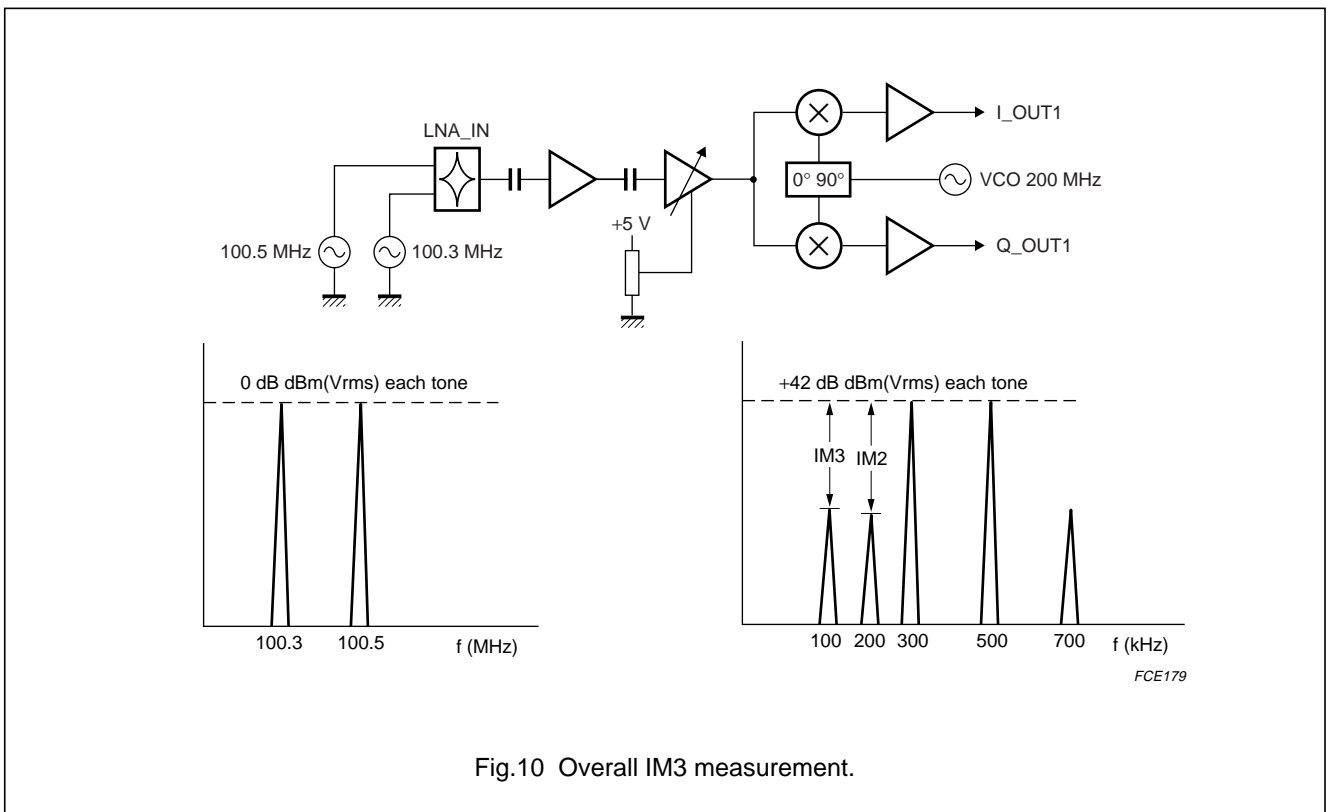 LNA_IN
100.5 MHz
100.3 MHz
+5 V
0° 90°
I_OUT1
VCO 200 MHz
Q_OUT1
0 dB dBm(Vrms) each tone
100.3 100.5 f (MHz)
+42 dB dBm(Vrms) each tone
IM3 IM2
100 200 300 500 700 f (kHz)
FCE179
Fig.10 Overall IM3 measurement.